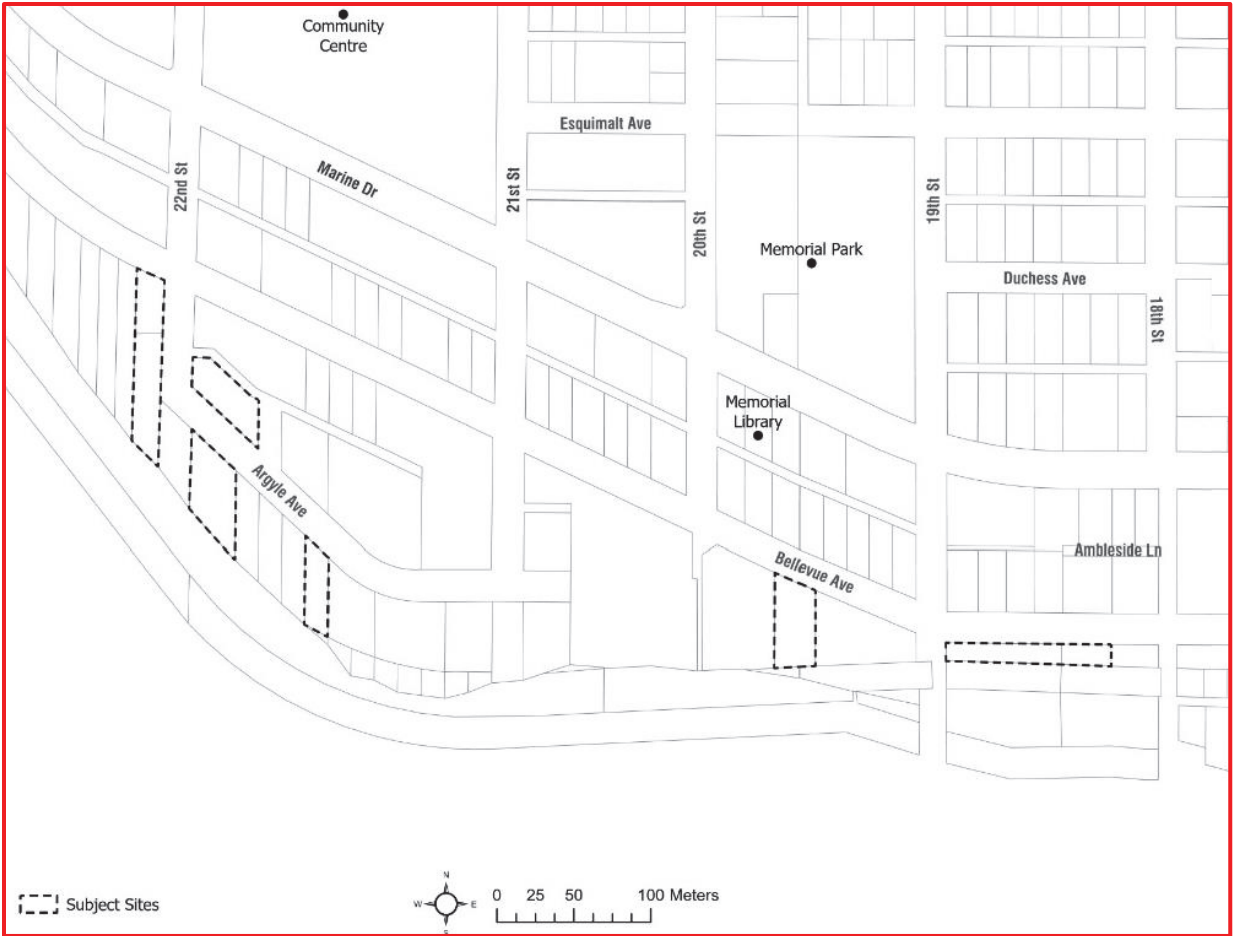 Community
Centre
Esquimalt Ave
Marine Dr
22nd St
21st St
20th St
19th St
Memorial Park
Duchess Ave
18th St
Memorial
Library
Argyle Ave
Bellevue Ave
Ambleside Ln
Subject Sites
N
W
E
S
0 25 50 100 Meters